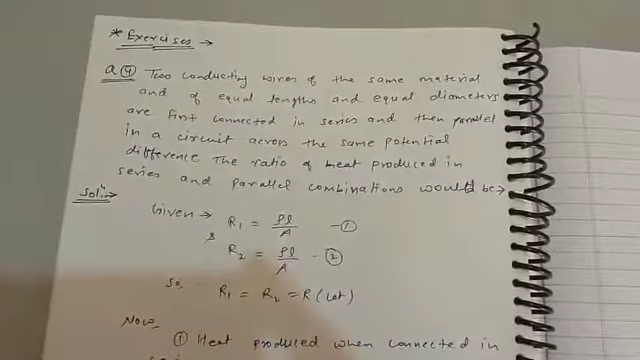 * Exercises →
Q④ Two conducting wires of the same material
and of equal lengths and equal diameters
are first connected in series and then parallel
in a circuit across the same potential
difference The ratio of heat produced in
series and parallel combinations would be→
Solⁿ→
Given → R₁ = ρl/A —①
& R₂ = ρl/A —②
So, R₁ = R₂ = R (Let)
Now,
① Heat produced when connected in